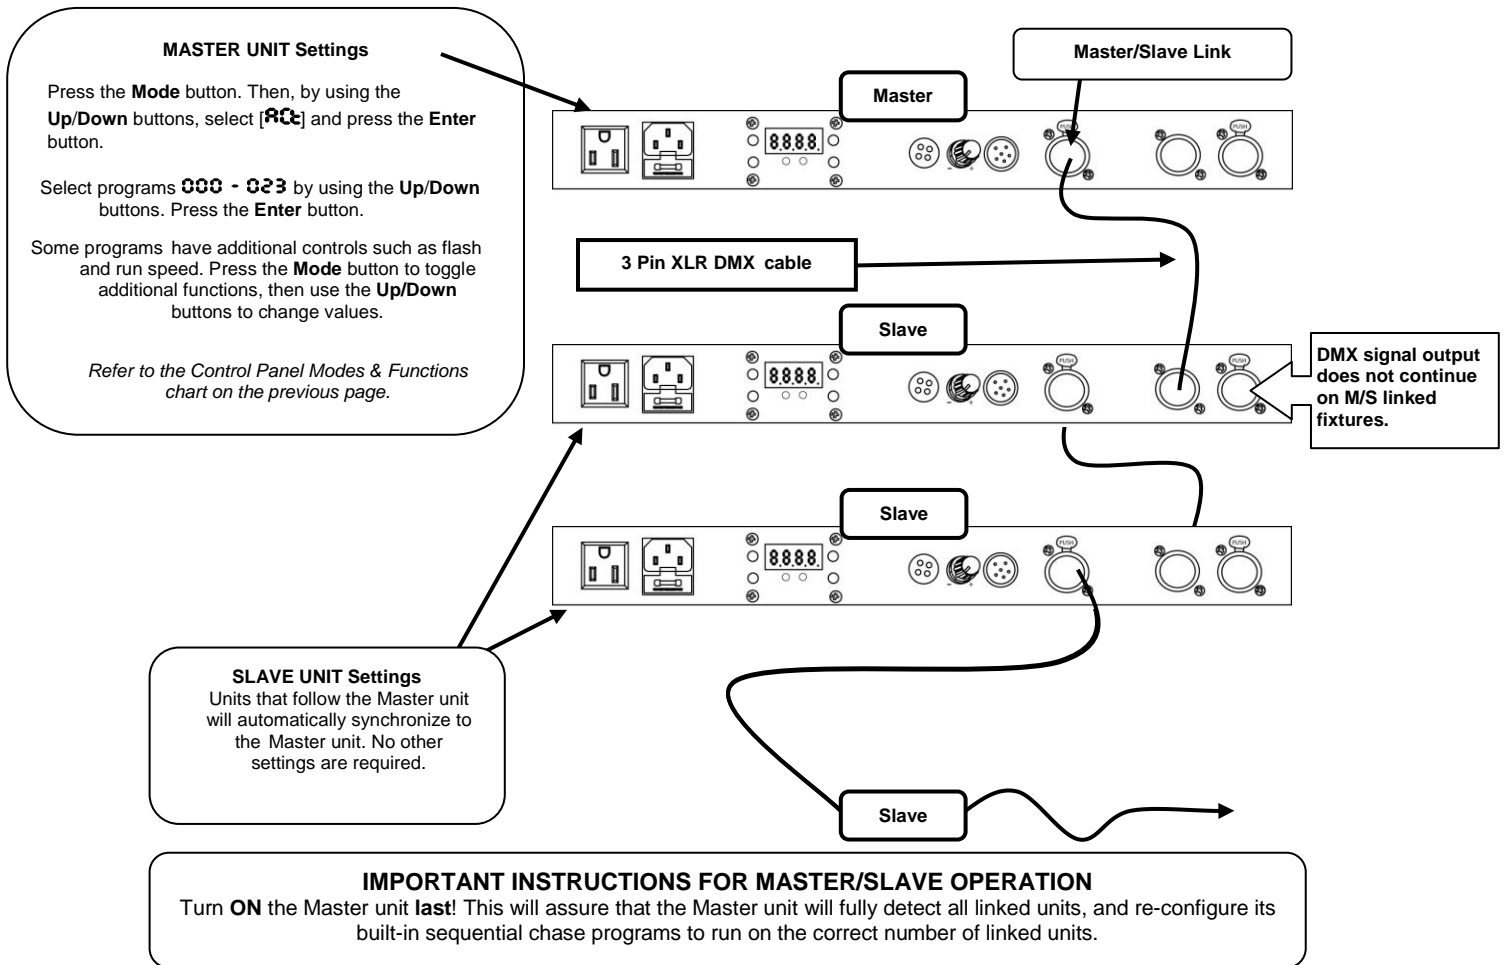 MASTER UNIT Settings
Press the Mode button. Then, by using the
Up/Down buttons, select [ACt] and press the Enter
button.
Select programs 000 - 023 by using the Up/Down
buttons. Press the Enter button.
Some programs have additional controls such as flash
and run speed. Press the Mode button to toggle
additional functions, then use the Up/Down
buttons to change values.
Refer to the Control Panel Modes & Functions
chart on the previous page.
Master/Slave Link
Master
8.8.8.8.
- +
PUSH
PUSH
3 Pin XLR DMX cable
Slave
8.8.8.8.
- +
PUSH
PUSH
DMX signal output
does not continue
on M/S linked
fixtures.
Slave
8.8.8.8.
- +
PUSH
PUSH
SLAVE UNIT Settings
Units that follow the Master unit
will automatically synchronize to
the Master unit. No other
settings are required.
Slave
IMPORTANT INSTRUCTIONS FOR MASTER/SLAVE OPERATION
Turn ON the Master unit last! This will assure that the Master unit will fully detect all linked units, and re-configure its
built-in sequential chase programs to run on the correct number of linked units.